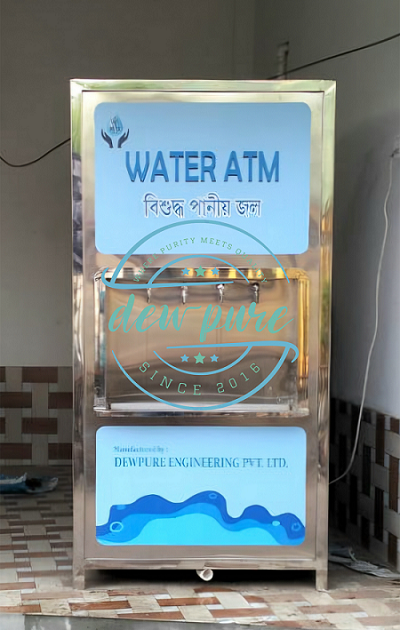 WATER ATM
বিশুদ্ধ পানীয় জল
PURITY MEETS
dew pure
SINCE 2016
Manufactured by :
DEWPURE ENGINEERING PVT. LTD.